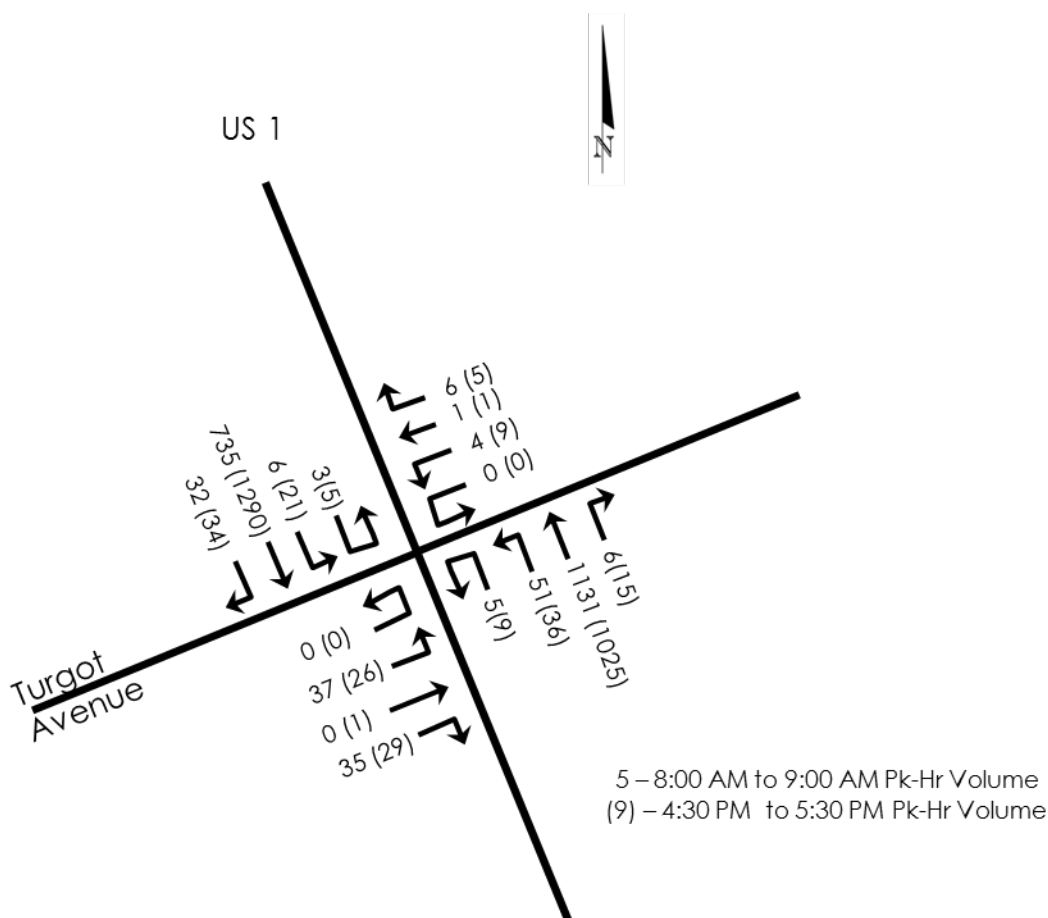 N
US 1
6 (5)
1 (1)
4 (9)
0 (0)
3(5)
6 (21)
735 (1290)
32 (34)
5(9)
51(36)
1131 (1025)
6(15)
0 (0)
37 (26)
0 (1)
35 (29)
Turgot
Avenue
5 – 8:00 AM to 9:00 AM Pk-Hr Volume
(9) – 4:30 PM to 5:30 PM Pk-Hr Volume